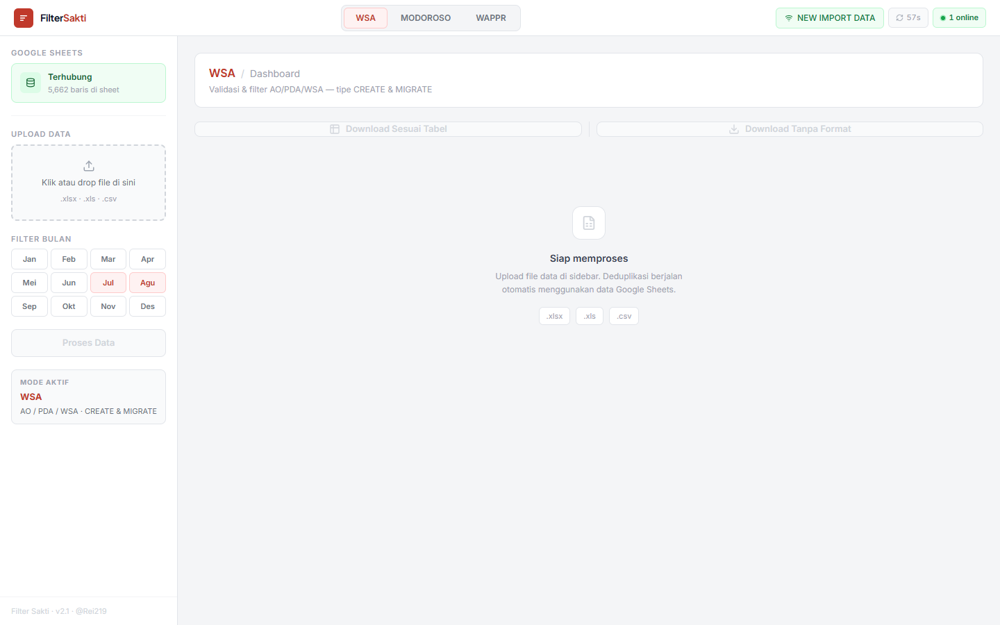 FilterSakti
WSA
MODOROSO
WAPPR
NEW IMPORT DATA
57s
1 online
GOOGLE SHEETS
Terhubung
5,662 baris di sheet
UPLOAD DATA
Klik atau drop file di sini
.xlsx · .xls · .csv
FILTER BULAN
Jan Feb Mar Apr
Mei Jun Jul Agu
Sep Okt Nov Des
Proses Data
MODE AKTIF
WSA
AO / PDA / WSA · CREATE & MIGRATE
Filter Sakti · v2.1 · @Rei219
WSA / Dashboard
Validasi & filter AO/PDA/WSA — tipe CREATE & MIGRATE
Download Sesuai Tabel
Download Tanpa Format
Siap memproses
Upload file data di sidebar. Deduplikasi berjalan
otomatis menggunakan data Google Sheets.
.xlsx .xls .csv